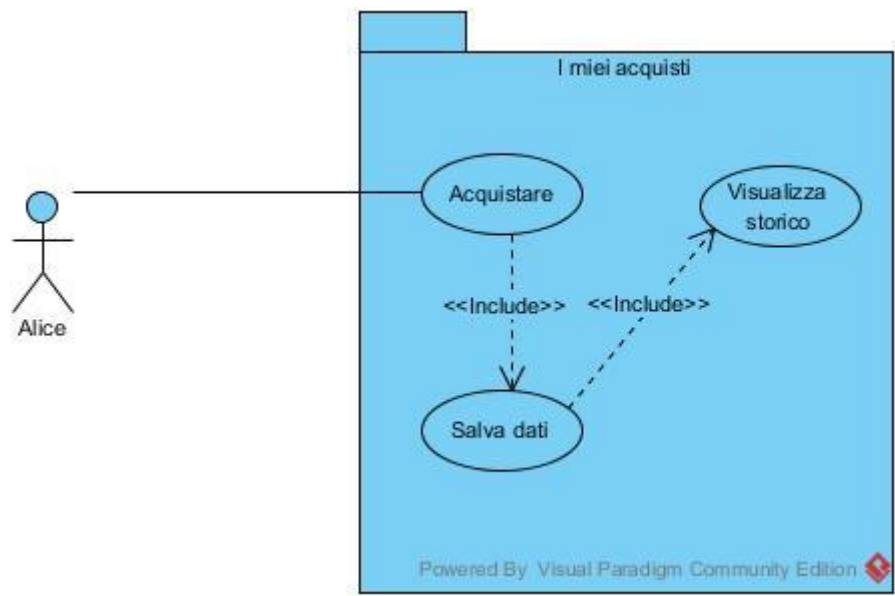 I miei acquisti
Acquistare
Visualizza
storico
<<Include>>
<<Include>>
Alice
Salva dati
Powered By Visual Paradigm Community Edition